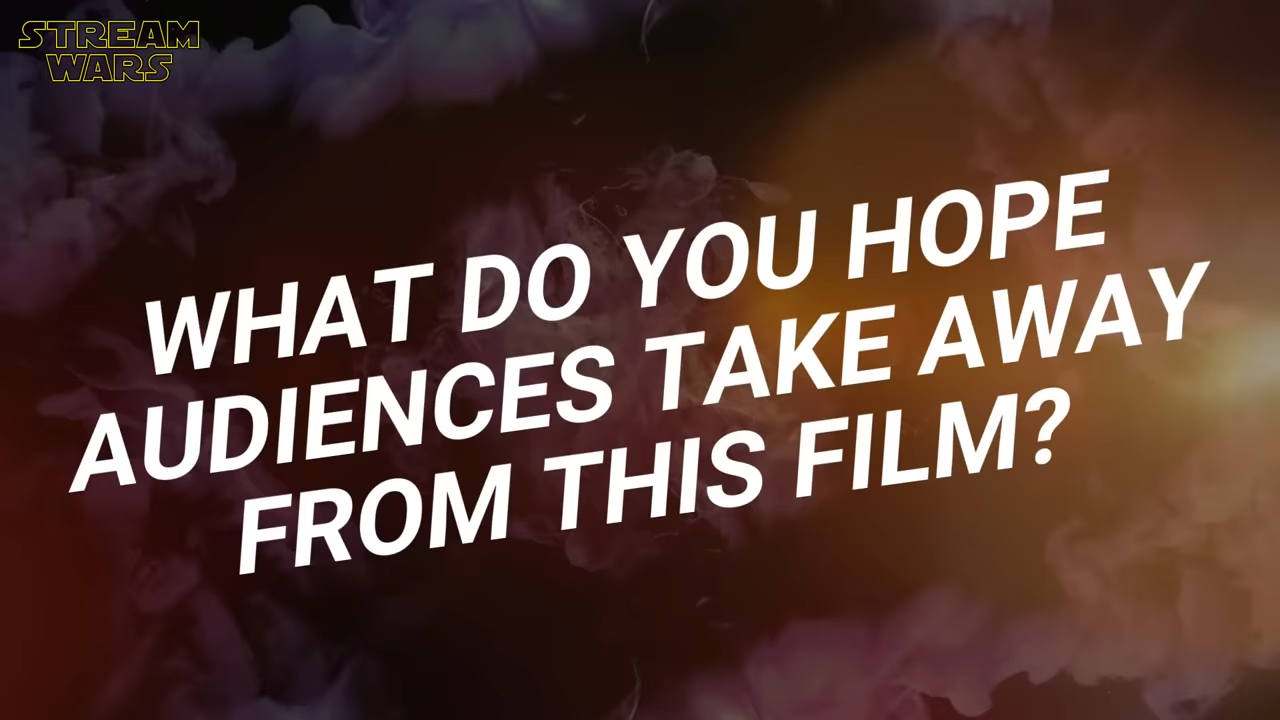 STREAM
WARS
WHAT DO YOU HOPE
AUDIENCES TAKE AWAY
FROM THIS FILM?